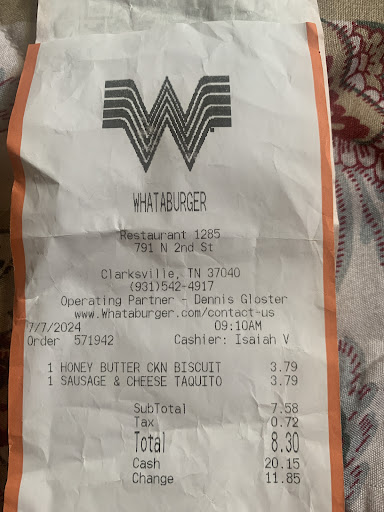 W
WHATABURGER
Restaurant 1285
791 N 2nd St
Clarksville, TN 37040
(931)542-4917
Operating Partner - Dennis Gloster
www.Whataburger.com/contact-us
7/7/2024 09:10AM
Order 571942 Cashier: Isaiah V
1 HONEY BUTTER CKN BISCUIT 3.79
1 SAUSAGE & CHEESE TAQUITO 3.79
SubTotal 7.58
Tax 0.72
Total 8.30
Cash 20.15
Change 11.85